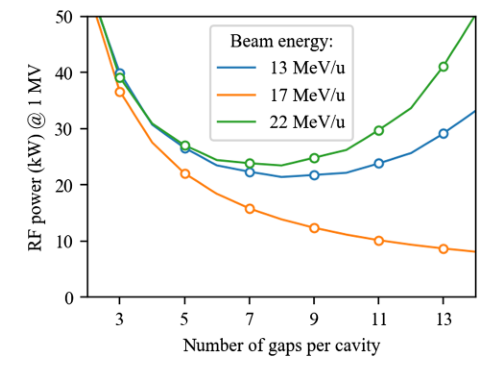 50
40
30
20
10
0
RF power (kW) @ 1 MV
Beam energy:
13 MeV/u
17 MeV/u
22 MeV/u
3 5 7 9 11 13
Number of gaps per cavity